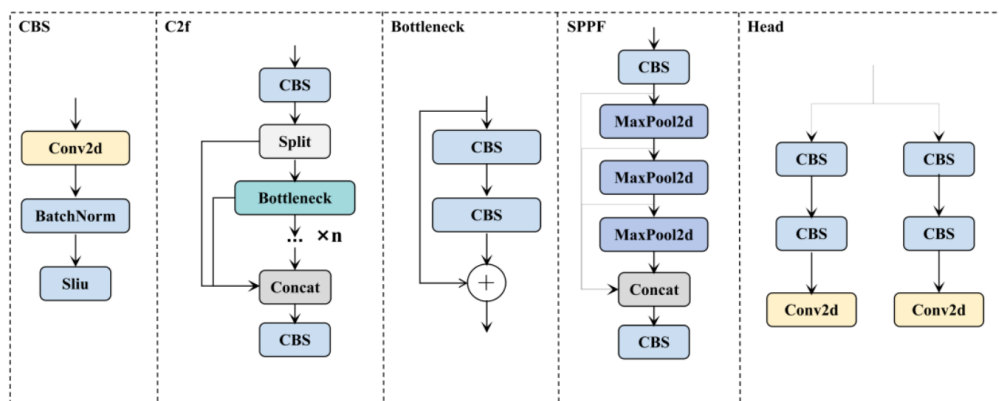 CBS
Conv2d
BatchNorm
Sliu
C2f
CBS
Split
Bottleneck
... ×n
Concat
CBS
Bottleneck
CBS
CBS
+
SPPF
CBS
MaxPool2d
MaxPool2d
MaxPool2d
Concat
CBS
Head
CBS
CBS
Conv2d
CBS
CBS
Conv2d